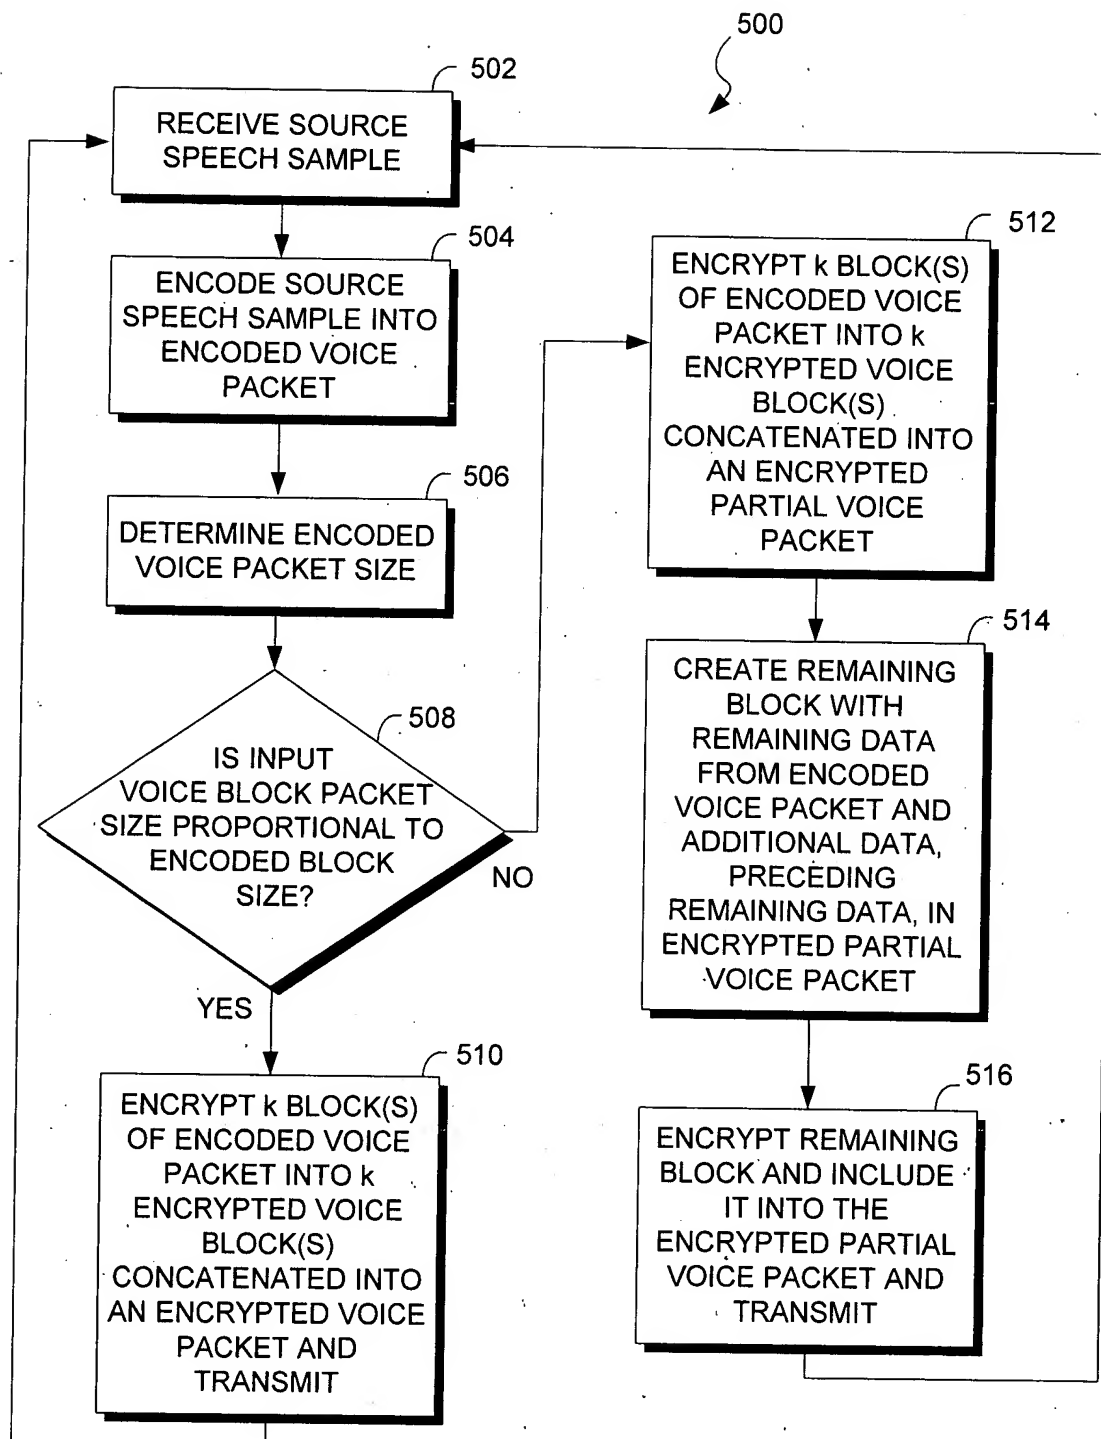 500
502
RECEIVE SOURCE
SPEECH SAMPLE
504
ENCODE SOURCE
SPEECH SAMPLE INTO
ENCODED VOICE
PACKET
506
DETERMINE ENCODED
VOICE PACKET SIZE
508
IS INPUT
VOICE BLOCK PACKET
SIZE PROPORTIONAL TO
ENCODED BLOCK
SIZE?
NO
YES
510
ENCRYPT k BLOCK(S)
OF ENCODED VOICE
PACKET INTO k
ENCRYPTED VOICE
BLOCK(S)
CONCATENATED INTO
AN ENCRYPTED VOICE
PACKET AND
TRANSMIT
512
ENCRYPT k BLOCK(S)
OF ENCODED VOICE
PACKET INTO k
ENCRYPTED VOICE
BLOCK(S)
CONCATENATED INTO
AN ENCRYPTED
PARTIAL VOICE
PACKET
514
CREATE REMAINING
BLOCK WITH
REMAINING DATA
FROM ENCODED
VOICE PACKET AND
ADDITIONAL DATA,
PRECEDING
REMAINING DATA, IN
ENCRYPTED PARTIAL
VOICE PACKET
516
ENCRYPT REMAINING
BLOCK AND INCLUDE
IT INTO THE
ENCRYPTED PARTIAL
VOICE PACKET AND
TRANSMIT